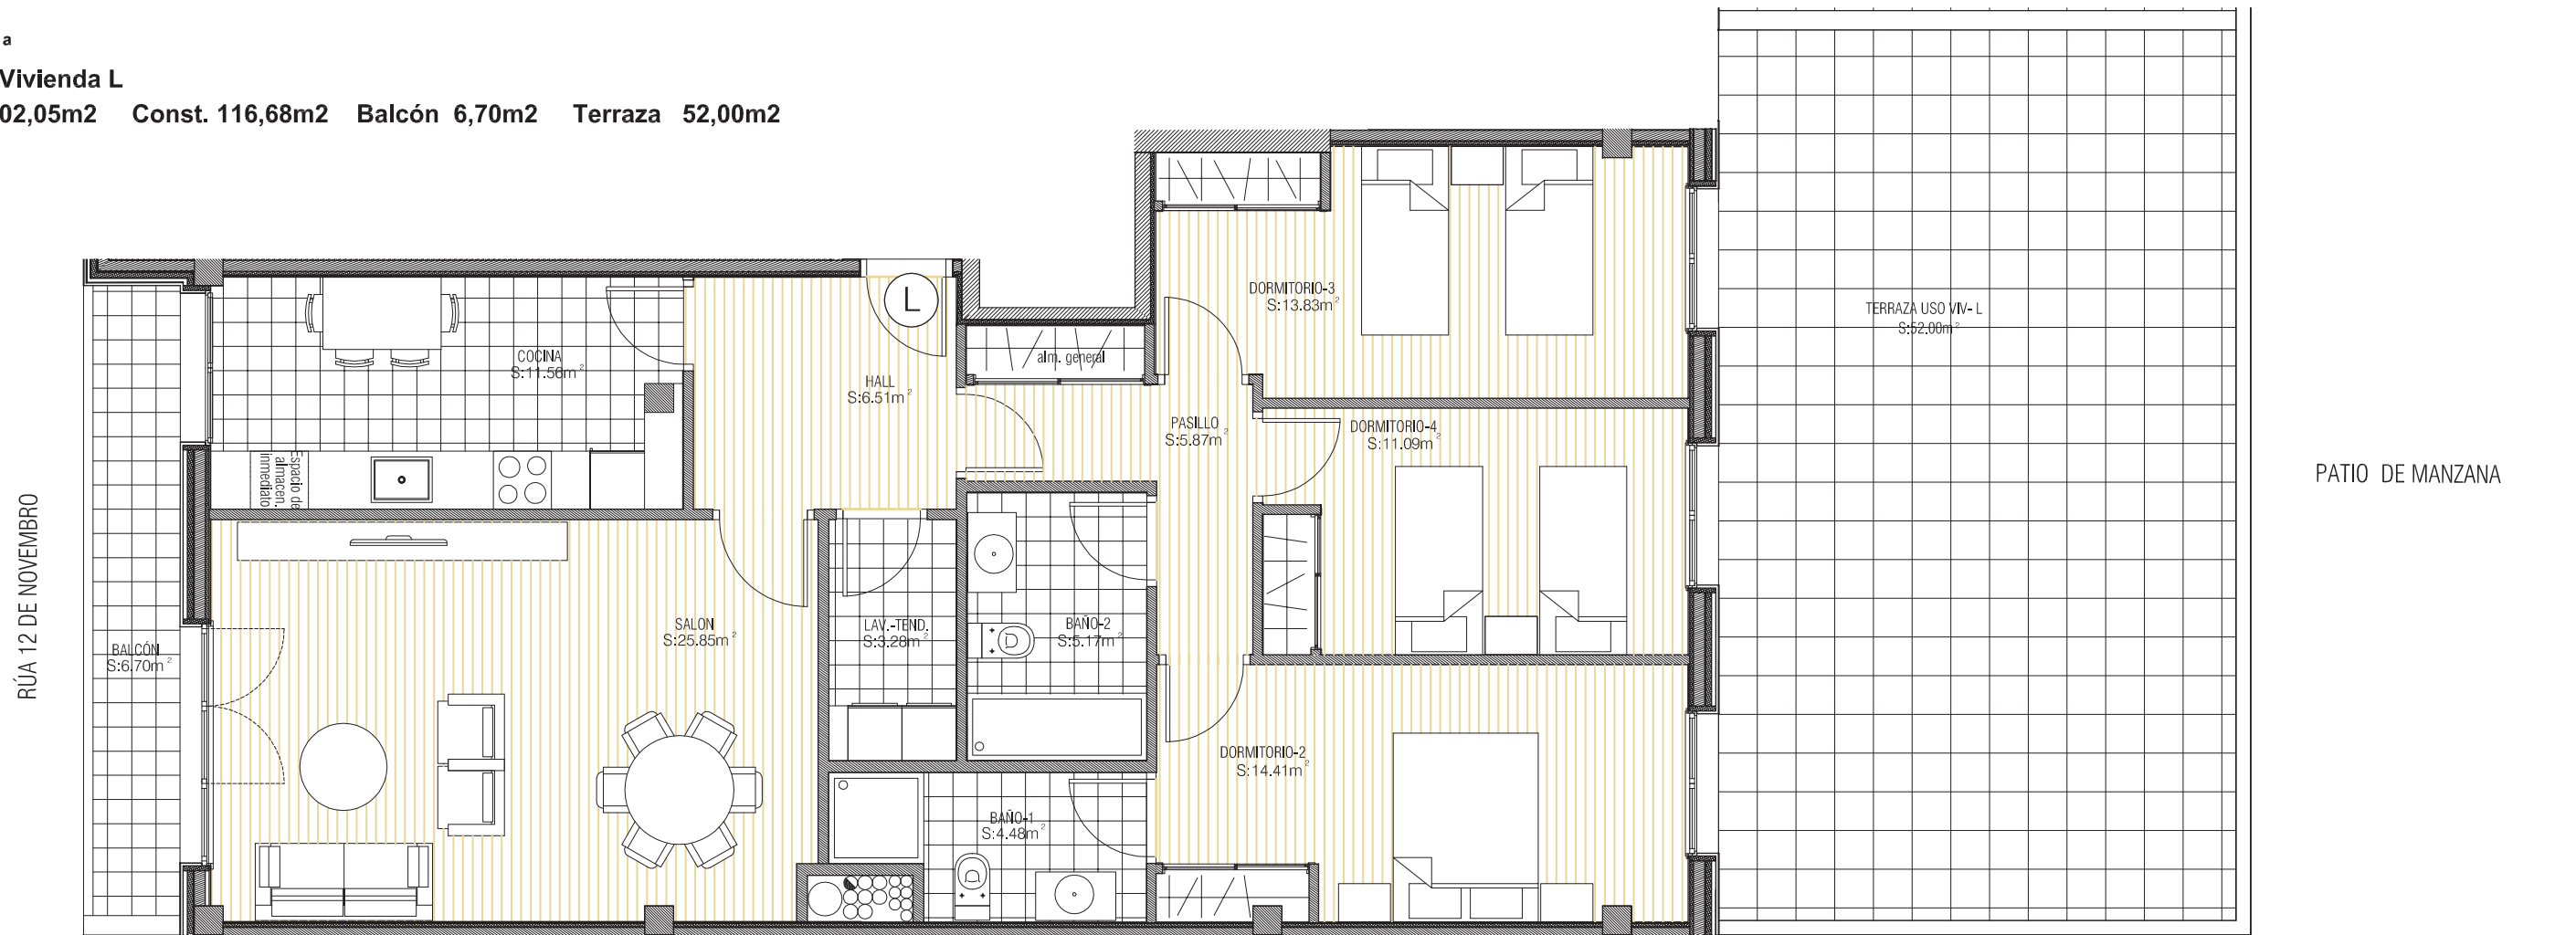 a
Vivienda L
02,05m2 Const. 116,68m2 Balcón 6,70m2 Terraza 52,00m2
DORMITORIO-3
S:13.83m²
TERRAZA USO VIV- L
S:52.00m²
L
COCINA
S:11.56m²
alm. general
HALL
S:6.51m²
PASILLO
S:5.87m²
DORMITORIO-4
S:11.09m²
Espacio de
almacen.
inmediato
PATIO DE MANZANA
RÚA 12 DE NOVEMBRO
BALCÓN
S:6.70m²
SALON
S:25.85m²
LAV.-TEND.
S:3.28m²
BAÑO-2
S:5.17m²
DORMITORIO-2
S:14.41m²
BAÑO-1
S:4.48m²